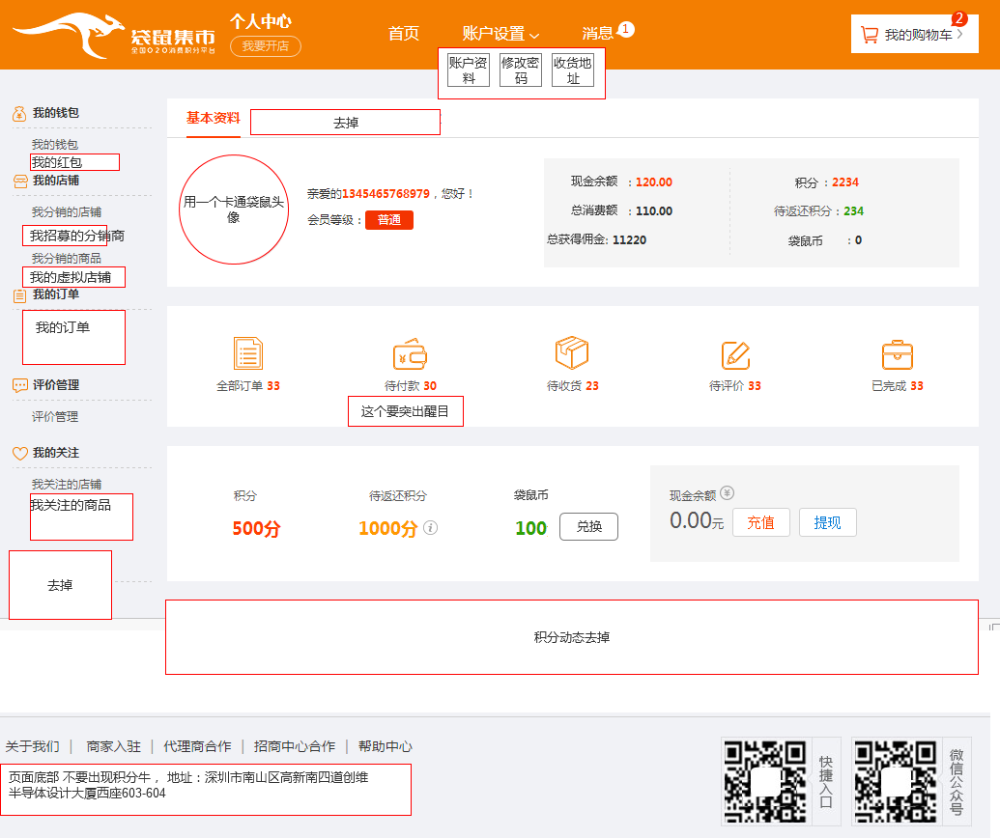 袋鼠集市
全国O2O消费积分平台
个人中心
我要开店
首页
账户设置
消息
1
2
我的购物车
账户资
料
修改密
码
收货地
址
我的钱包
我的钱包
我的红包
我的店铺
我分销的店铺
我招募的分销商
我分销的商品
我的虚拟店铺
我的订单
我的订单
评价管理
评价管理
我的关注
我关注的店铺
我关注的商品
去掉
基本资料
去掉
用一个卡通袋鼠头
像
亲爱的1345465768979，您好！
会员等级：普通
现金余额 ：120.00
总消费额 ：110.00
总获得佣金: 11220
积分 ：2234
待返还积分：234
袋鼠币 ：0
全部订单 33
待付款 30
待收货 23
待评价 33
已完成 33
这个要突出醒目
积分
500分
待返还积分
1000分
袋鼠币
100
兑换
现金余额
0.00元
充值
提现
积分动态去掉
关于我们 | 商家入驻 | 代理商合作 | 招商中心合作 | 帮助中心
页面底部 不要出现积分牛 ，地址：深圳市南山区高新南四道创维
半导体设计大厦西座603-604
快捷入口
微信公众号